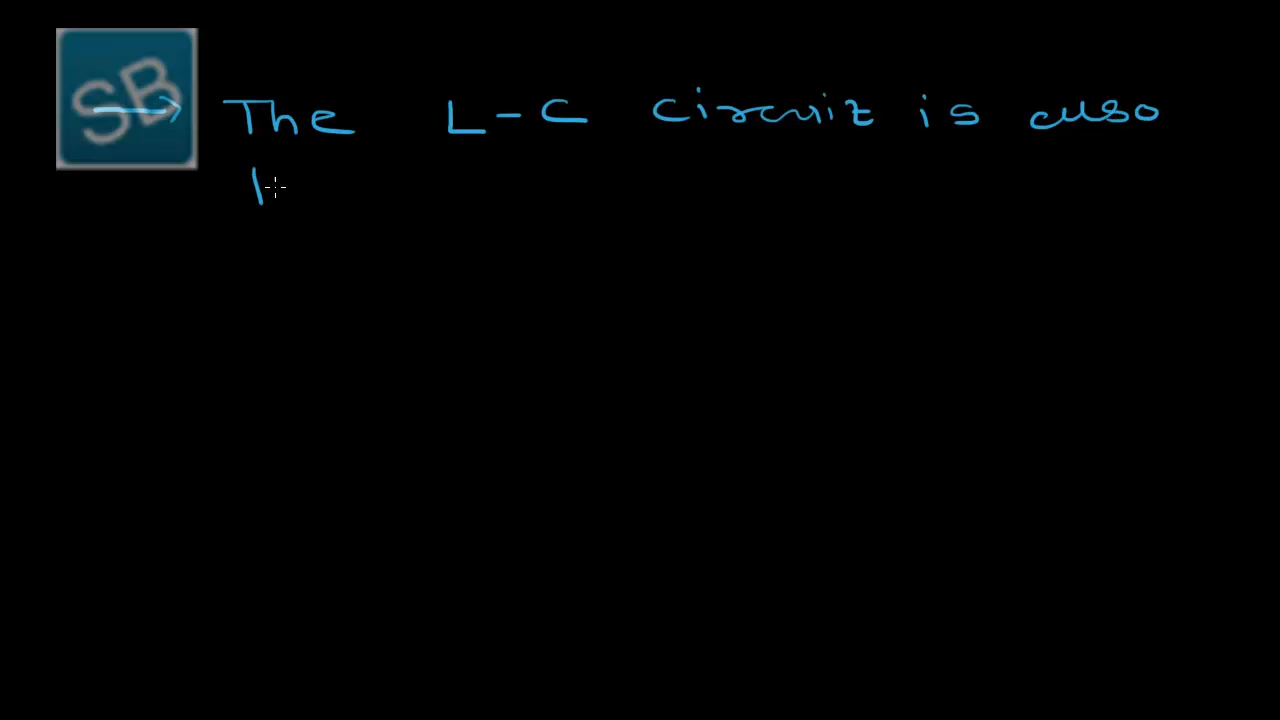 SB
→ The L-C Circuit is also